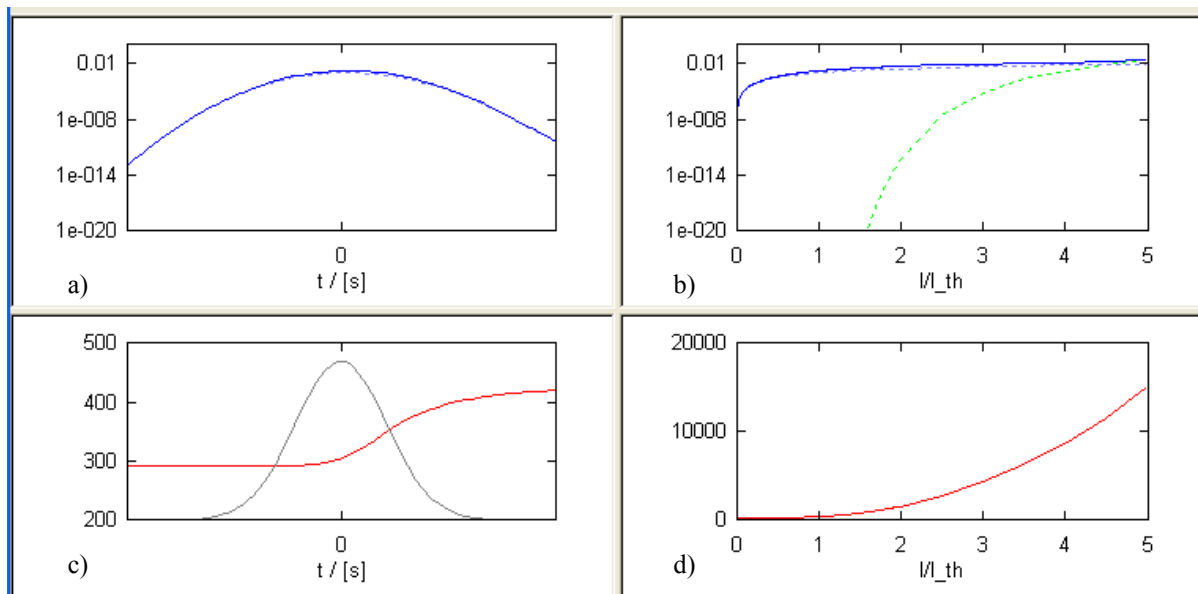 0.01
1e-008
1e-014
1e-020
0
t / [s]
a)
0.01
1e-008
1e-014
1e-020
0 1 2 3 4 5
I/I_th
b)
500
400
300
200
0
t / [s]
c)
20000
10000
0
0 1 2 3 4 5
I/I_th
d)